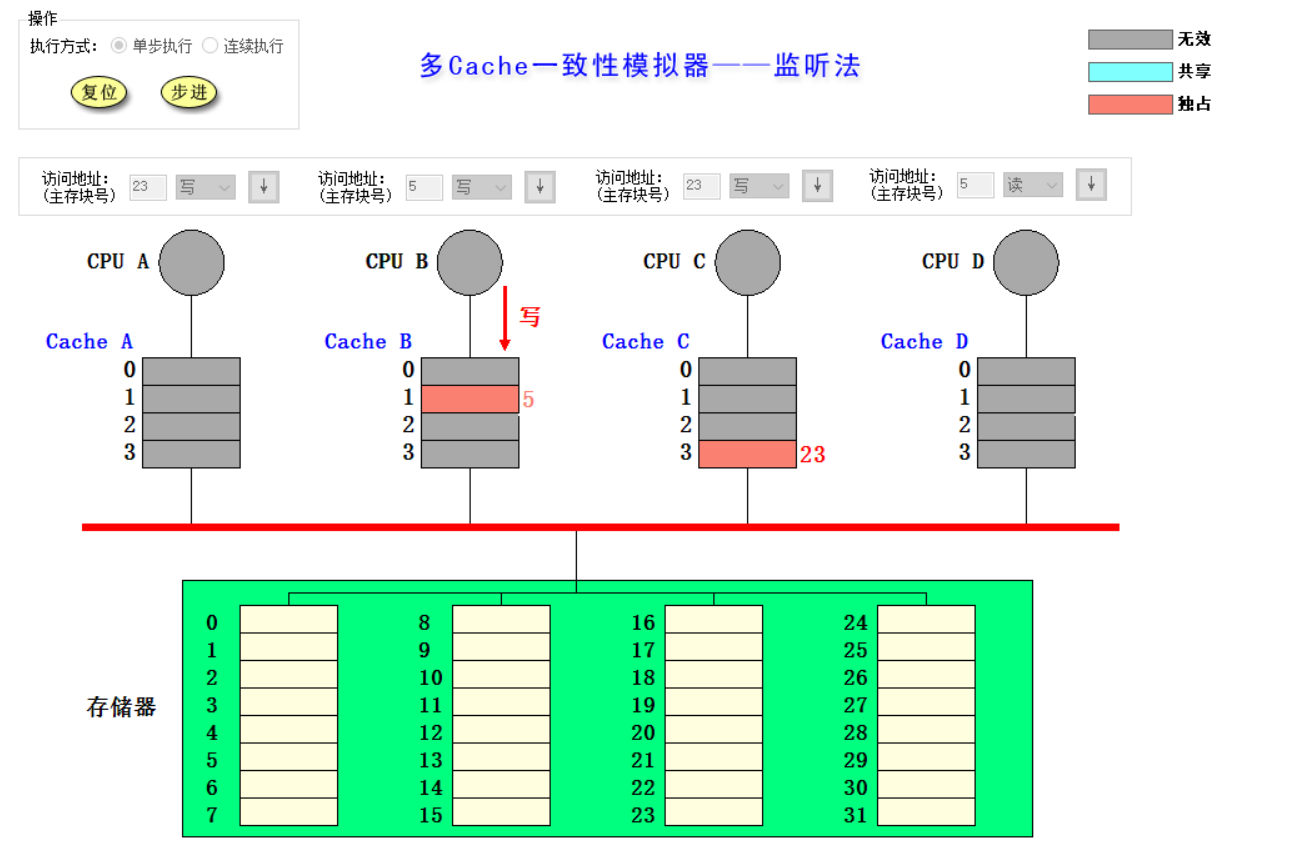 操作
执行方式： 单步执行 连续执行
复位 步进
多Cache一致性模拟器——监听法
无效
共享
独占
访问地址：
(主存块号) 23 写
访问地址：
(主存块号) 5 写
访问地址：
(主存块号) 23 写
访问地址：
(主存块号) 5 读
CPU A CPU B CPU C CPU D
写
Cache A Cache B Cache C Cache D
0 0 0 0
1 1 5 1 1
2 2 2 2
3 3 3 23 3
存储器
0 8 16 24
1 9 17 25
2 10 18 26
3 11 19 27
4 12 20 28
5 13 21 29
6 14 22 30
7 15 23 31